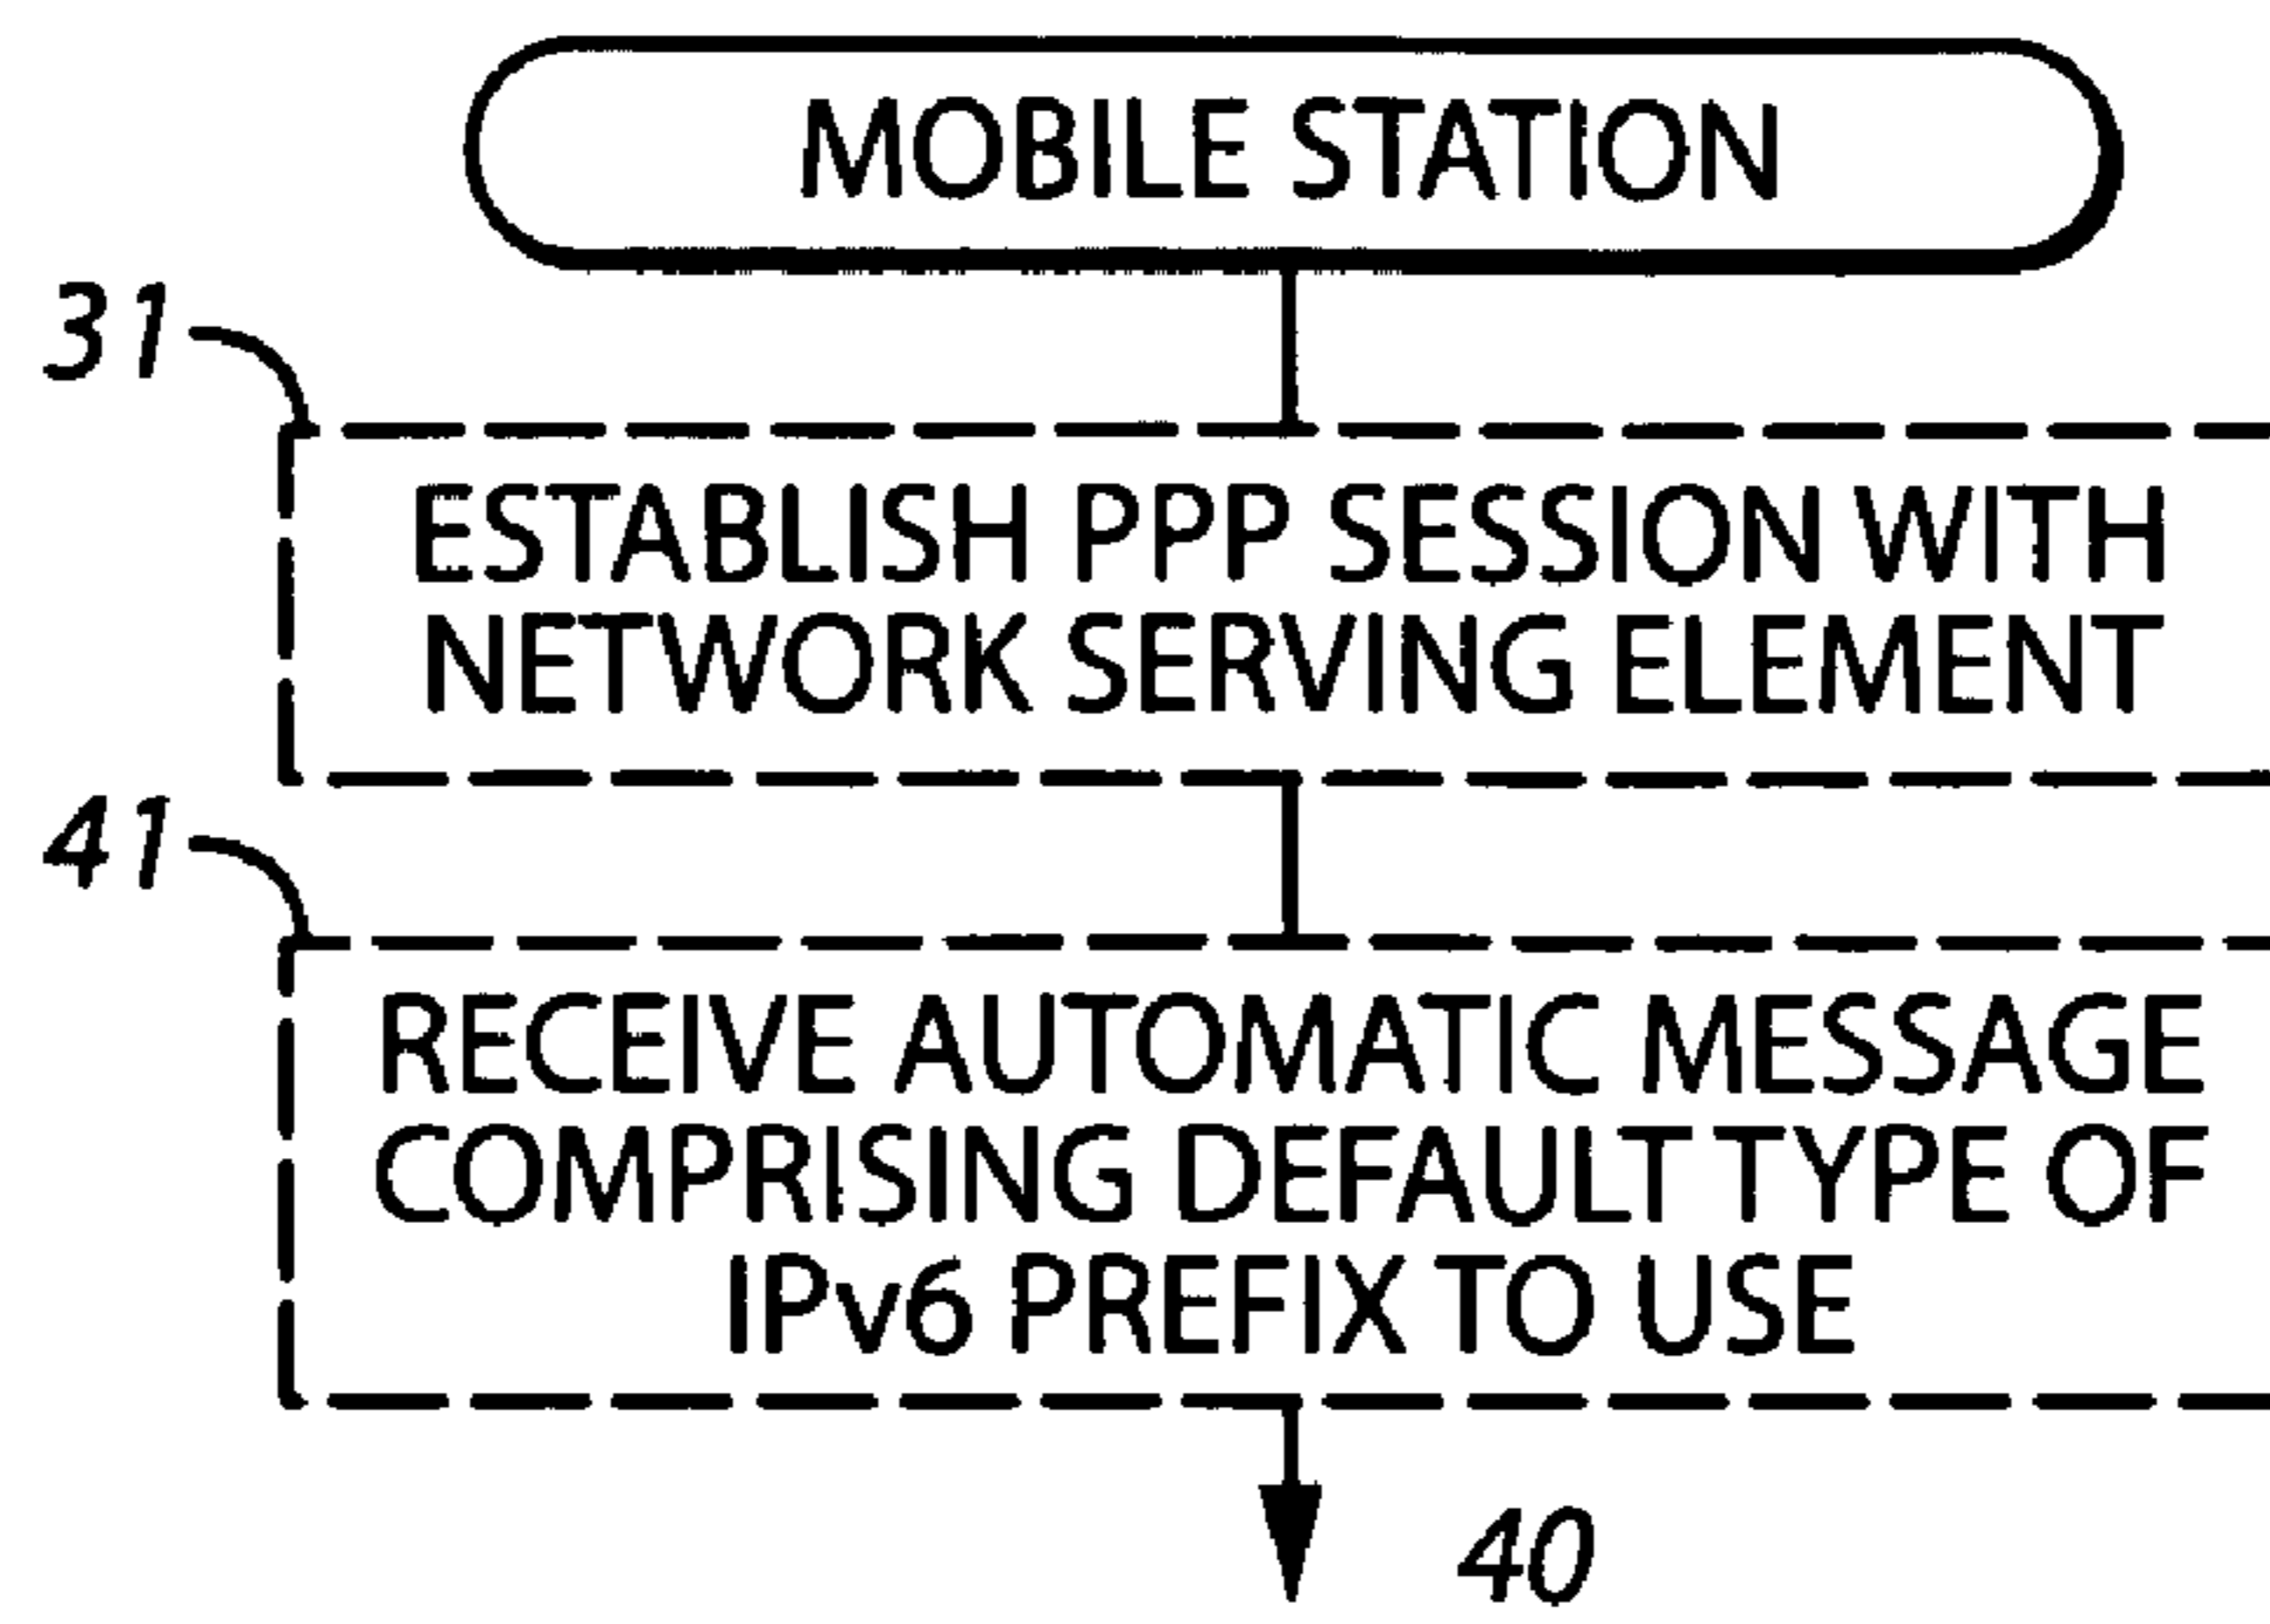 MOBILE STATION
31
ESTABLISH PPP SESSION WITH
NETWORK SERVING ELEMENT
41
RECEIVE AUTOMATIC MESSAGE
COMPRISING DEFAULT TYPE OF
IPv6 PREFIX TO USE
40